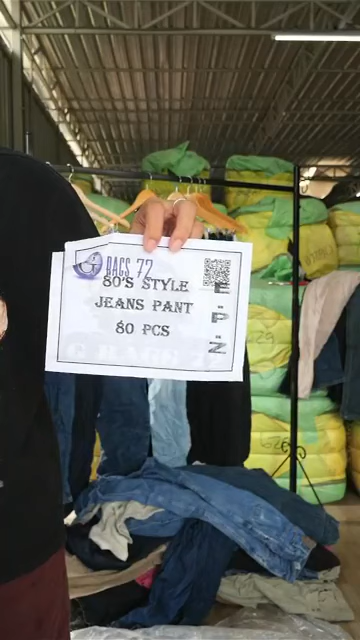 BAGS 72
80'S STYLE
JEANS PANT
80 PCS
E-P-Z